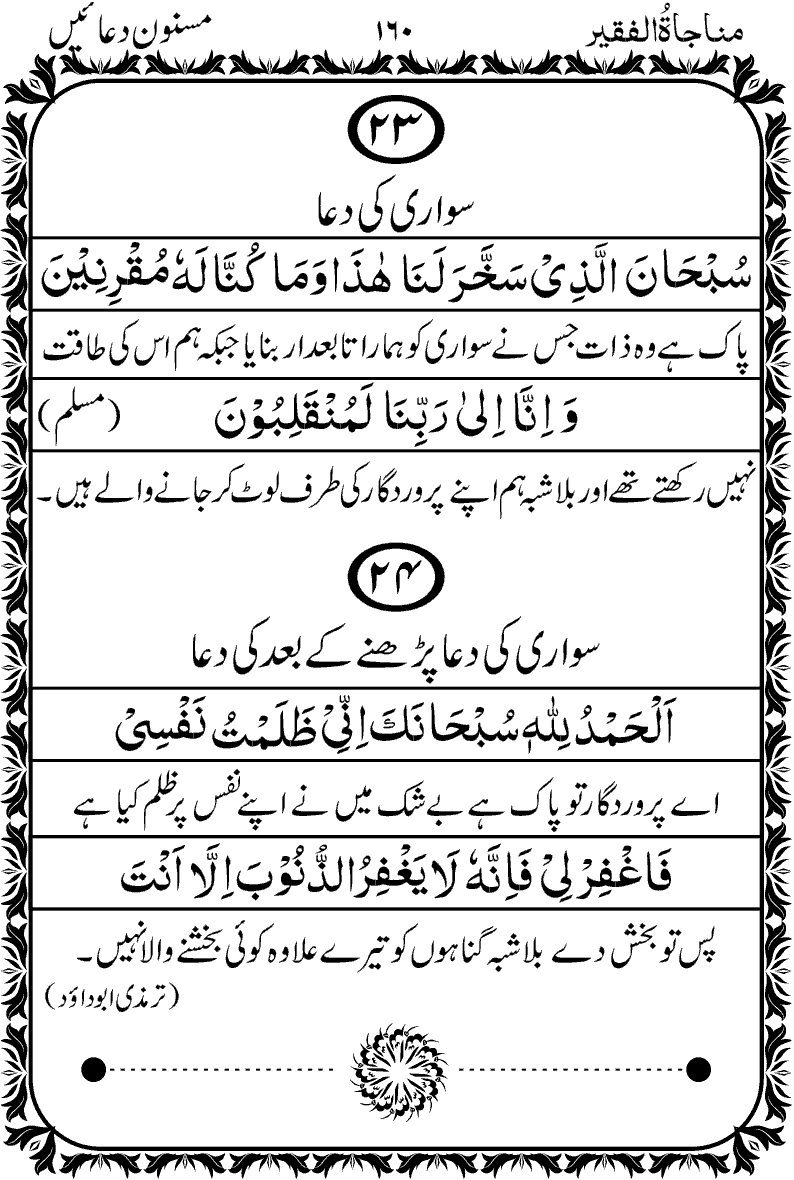 مناجاۃُالفقیر ۱۶۰ مسنون دعائیں
۲۳
سواری کی دعا
سُبْحَانَ الَّذِیْ سَخَّرَ لَنَا ھٰذَا وَمَا کُنَّا لَہٗ مُقْرِنِیْنَ
پاک ہے وہ ذات جس نے سواری کو ہمارا تابعدار بنایا جبکہ ہم اس کی طاقت
وَ اِنَّا اِلیٰ رَبِّنَا لَمُنْقَلِبُوْنَ (مسلم)
نہیں رکھتے تھے اور بلاشبہ ہم اپنے پروردگار کی طرف لوٹ کر جانے والے ہیں۔
۲۴
سواری کی دعا پڑھنے کے بعد کی دعا
اَلْحَمْدُ لِلّٰہِ سُبْحَانَکَ اِنِّیْ ظَلَمْتُ نَفْسِیْ
اے پروردگار تو پاک ہے بے شک میں نے اپنے نفس پر ظلم کیا ہے
فَاغْفِرْ لِیْ فَاِنَّہٗ لَا یَغْفِرُ الذُّنُوْبَ اِلَّا اَنْتَ
پس تو بخش دے بلاشبہ گناہوں کو تیرے علاوہ کوئی بخشنے والا نہیں۔
(ترمذی ابوداؤد)